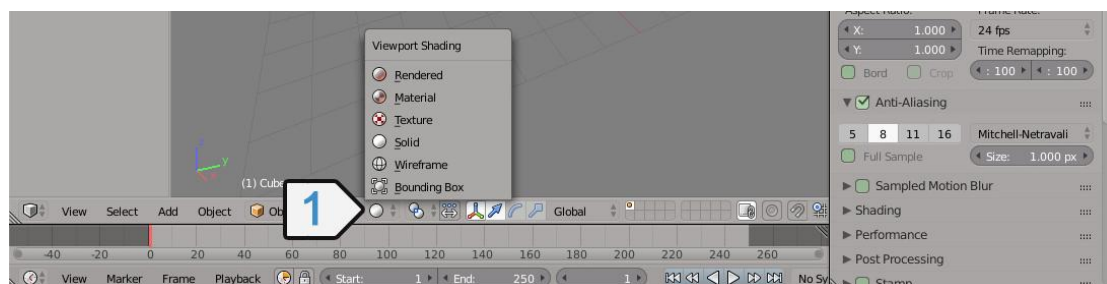 Aspect Ratio:
Frame Rate:
X: 1.000
24 fps
Y: 1.000
Time Remapping:
Bord
Crop
: 100
: 100
Viewport Shading
Rendered
Material
Texture
Solid
Wireframe
Bounding Box
Anti-Aliasing
5 8 11 16
Mitchell-Netravali
Full Sample
Size: 1.000 px
Sampled Motion Blur
Shading
Performance
Post Processing
Stamp
z
y
(1) Cube
1
View Select Add Object Ob
Global
-40 -20 0 20 40 60 80 100 120 140 160 180 200 220 240 260
View Marker Frame Playback
Start: 1
End: 250
1
No Sy